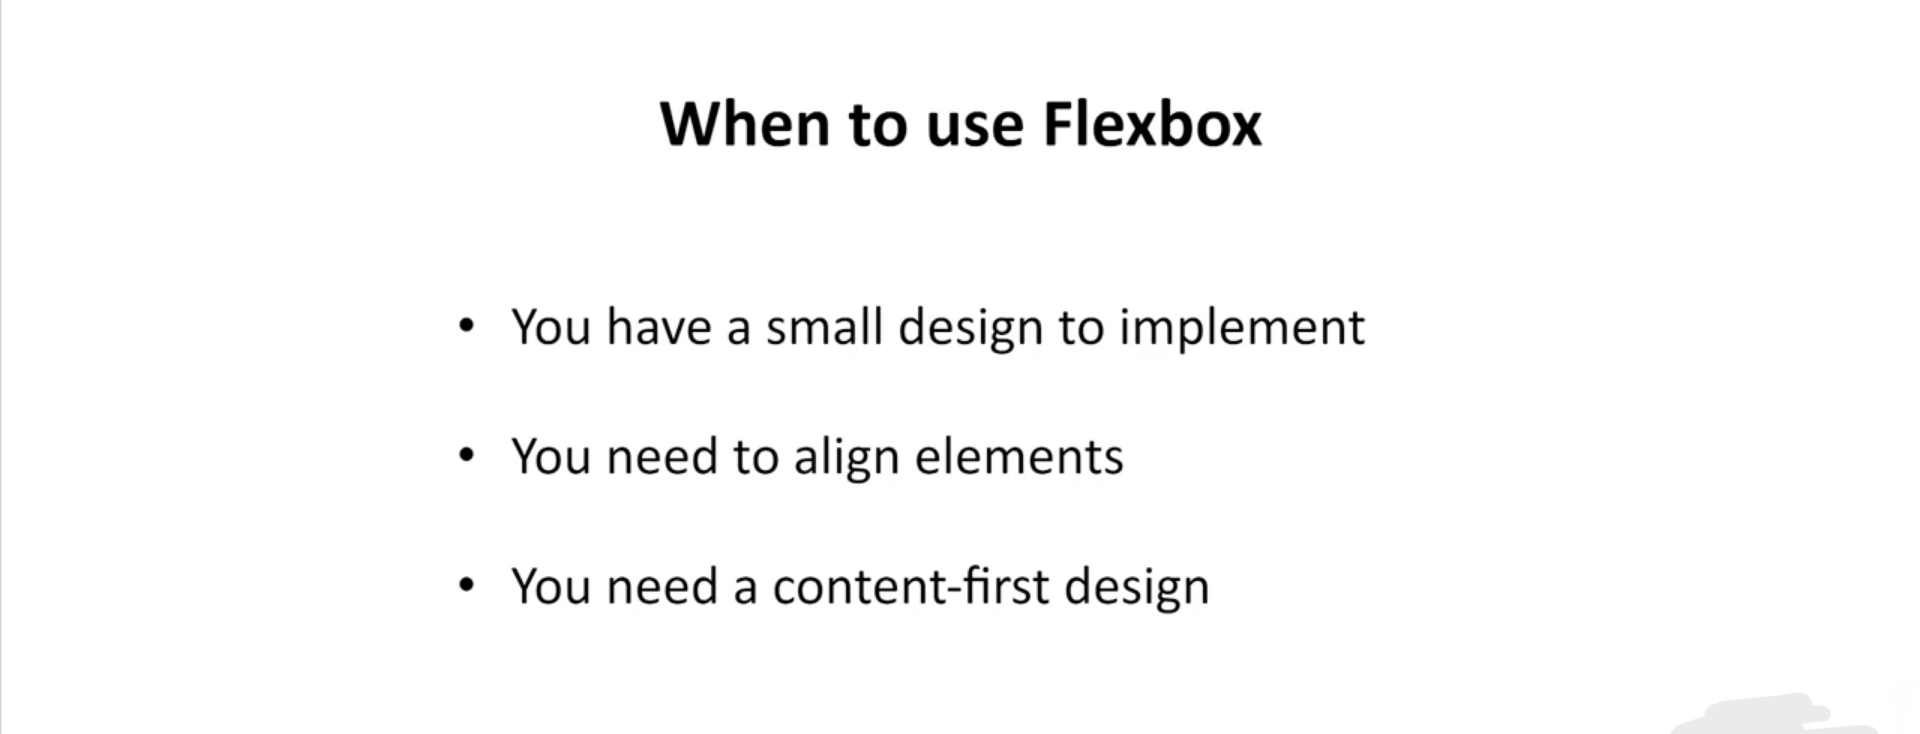 When to use Flexbox
• You have a small design to implement
• You need to align elements
• You need a content-first design